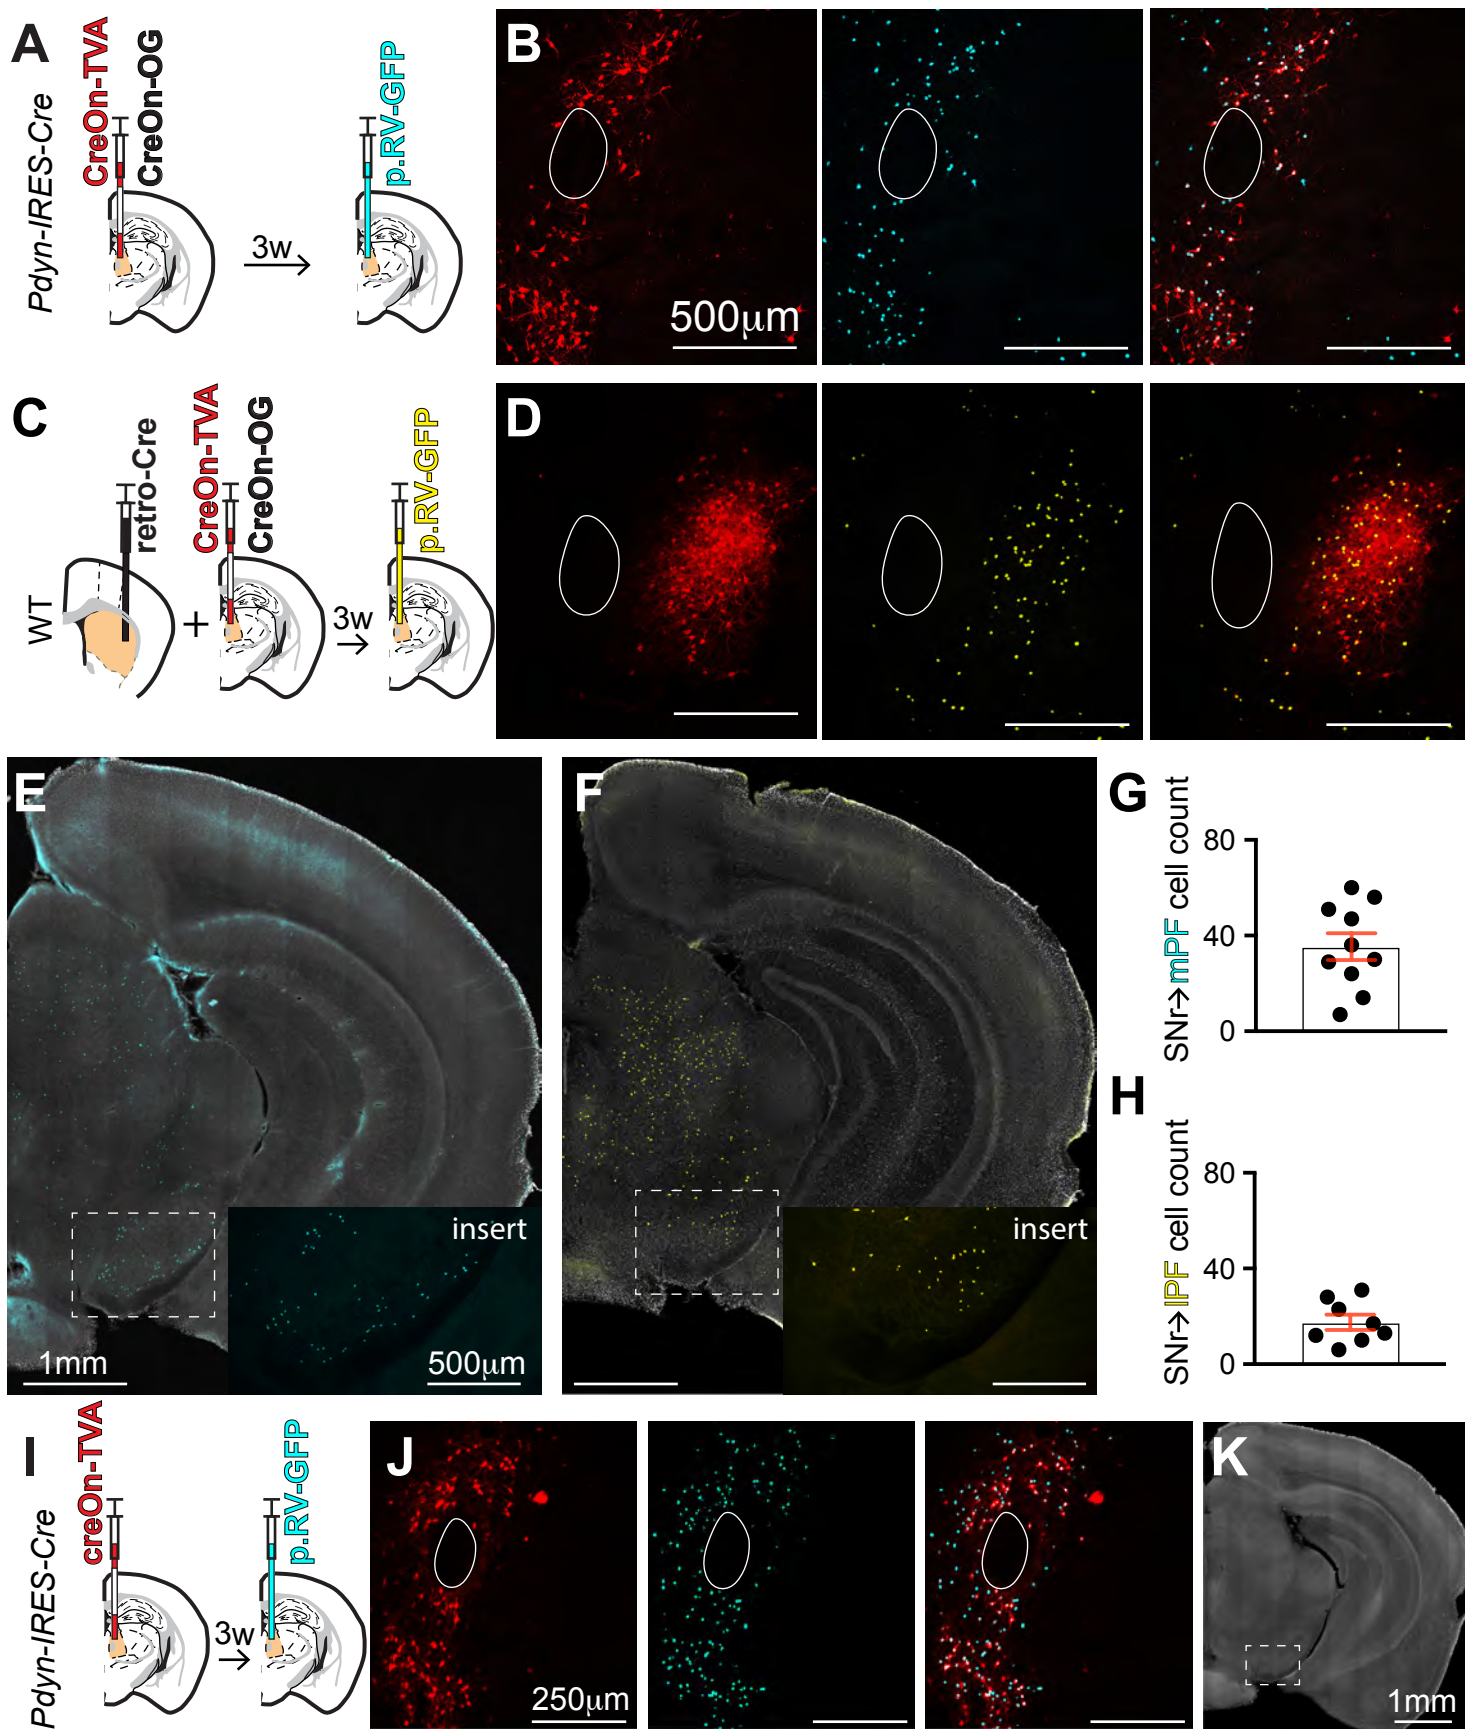 A
Pdyn-IRES-Cre
CreOn-TVA
CreOn-OG
3w
p.RV-GFP
B
500μm
C
WT
retro-Cre
+
CreOn-TVA
CreOn-OG
3w
p.RV-GFP
D
E
1mm
insert
500μm
F
insert
G
SNr→mPF cell count
80
40
0
H
SNr→lPF cell count
80
40
0
I
Pdyn-IRES-Cre
creOn-TVA
3w
p.RV-GFP
J
250μm
K
1mm